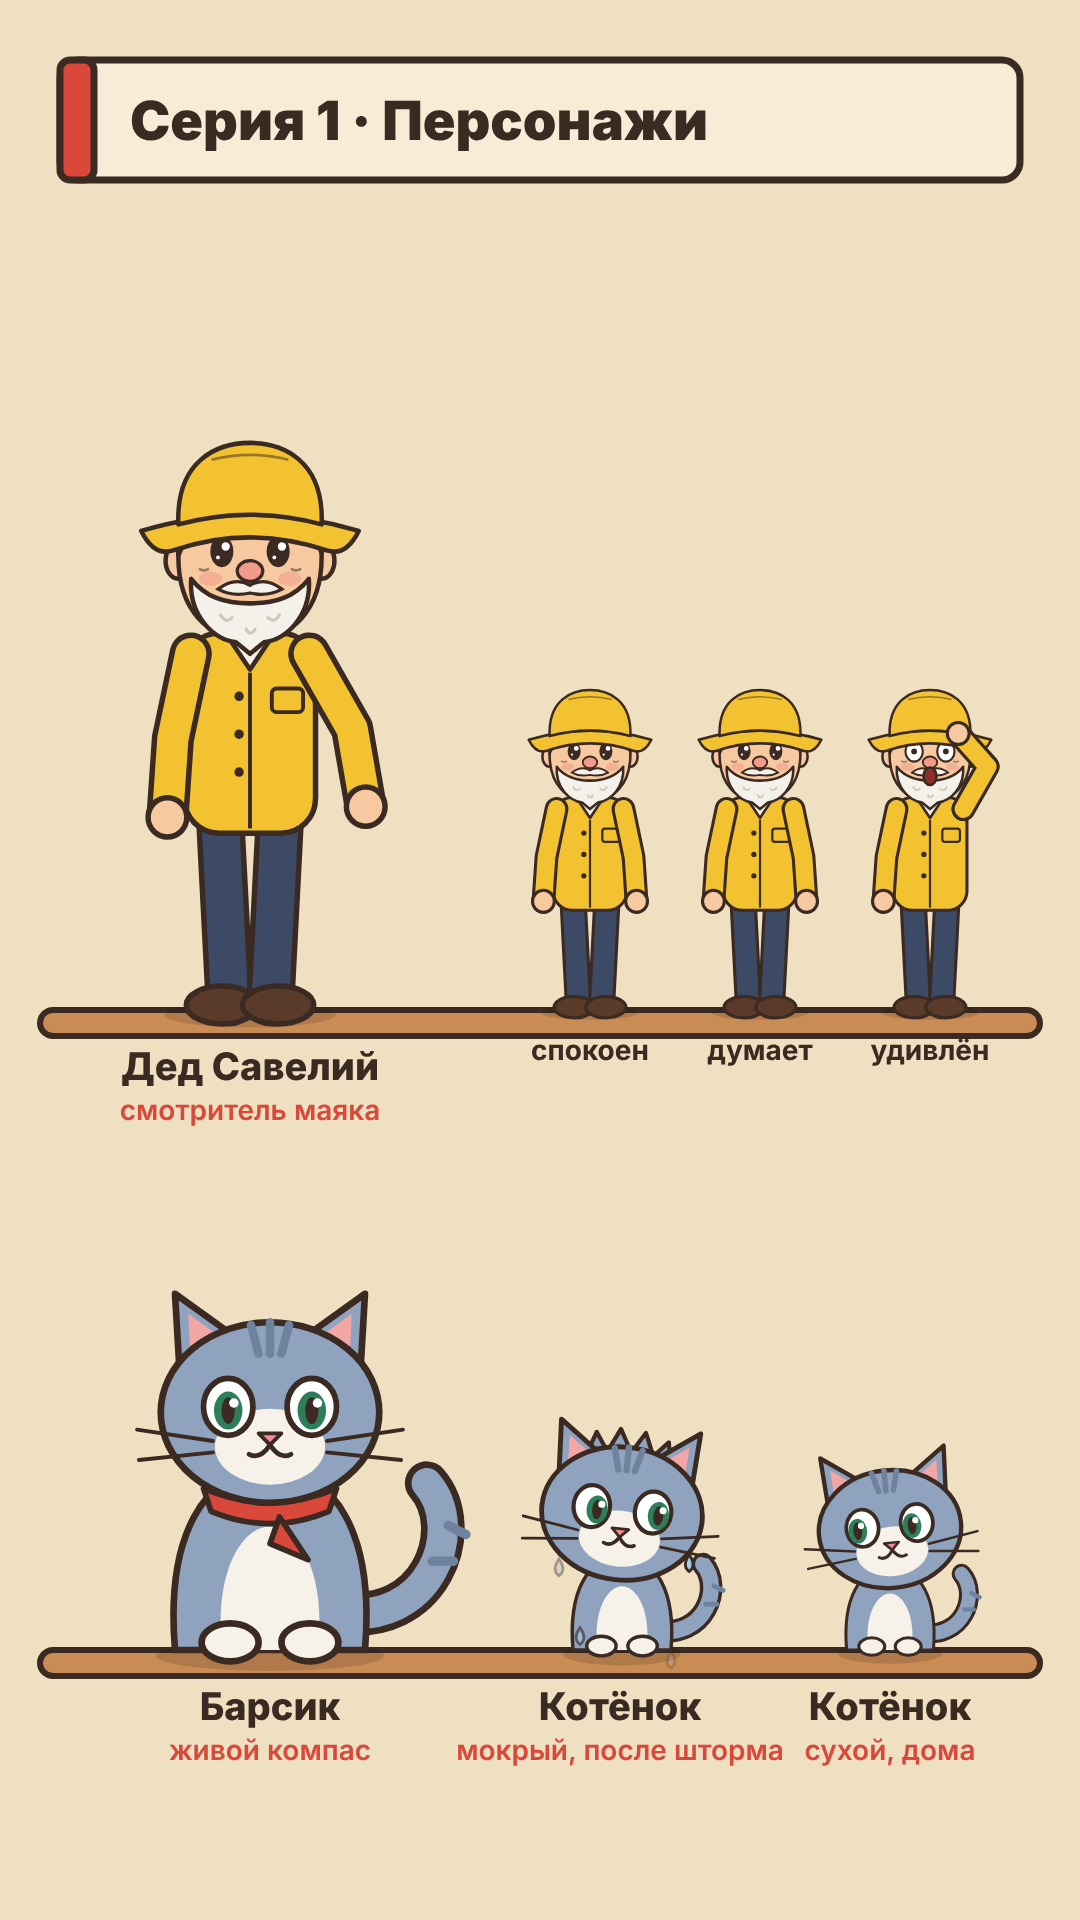 Серия 1 · Персонажи
спокоен
думает
удивлён
Дед Савелий
смотритель маяка
Барсик
живой компас
Котёнок
мокрый, после шторма
Котёнок
сухой, дома